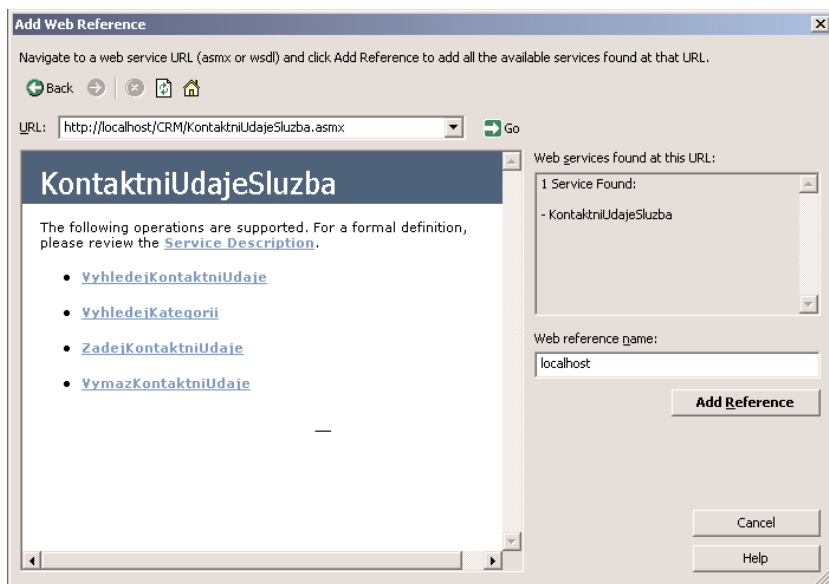 Add Web Reference
Navigate to a web service URL (asmx or wsdl) and click Add Reference to add all the available services found at that URL.
Back
URL: http://localhost/CRM/KontaktniUdajeSluzba.asmx Go
KontaktniUdajeSluzba
The following operations are supported. For a formal definition,
please review the Service Description.
• VyhledejKontaktniUdaje
• VyhledejKategorii
• ZadejKontaktniUdaje
• VymazKontaktniUdaje
Web services found at this URL:
1 Service Found:
- KontaktniUdajeSluzba
Web reference name:
localhost
Add Reference
Cancel
Help